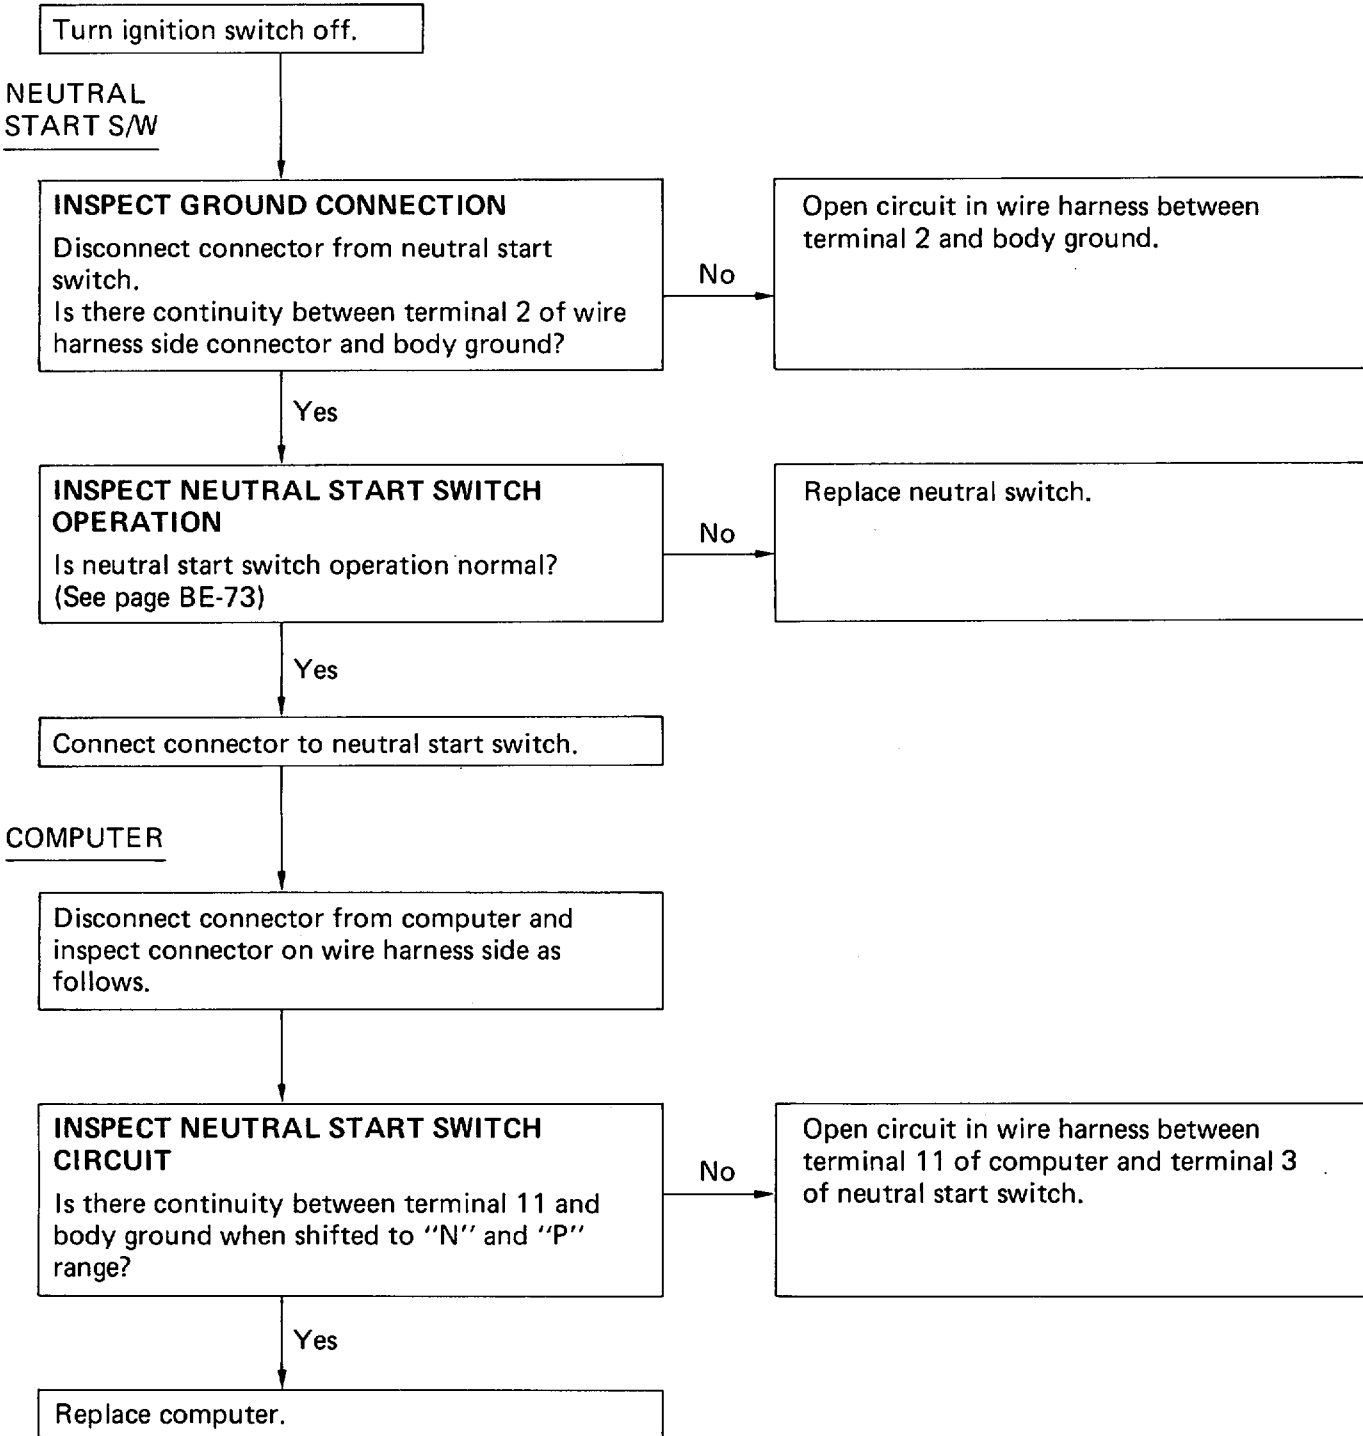 Turn ignition switch off.
NEUTRAL
START S/W
INSPECT GROUND CONNECTION
Disconnect connector from neutral start
switch.
Is there continuity between terminal 2 of wire
harness side connector and body ground?
No
Open circuit in wire harness between
terminal 2 and body ground.
Yes
INSPECT NEUTRAL START SWITCH
OPERATION
Is neutral start switch operation normal?
(See page BE-73)
No
Replace neutral switch.
Yes
Connect connector to neutral start switch.
COMPUTER
Disconnect connector from computer and
inspect connector on wire harness side as
follows.
INSPECT NEUTRAL START SWITCH
CIRCUIT
Is there continuity between terminal 11 and
body ground when shifted to "N" and "P"
range?
No
Open circuit in wire harness between
terminal 11 of computer and terminal 3
of neutral start switch.
Yes
Replace computer.